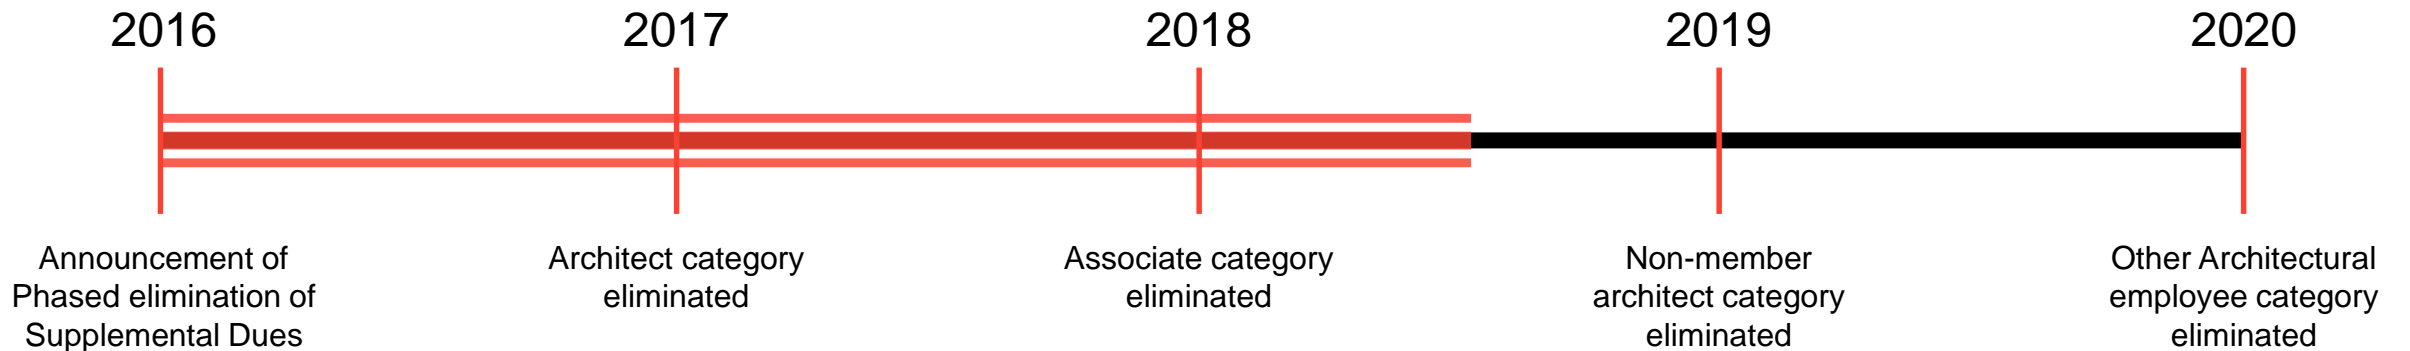 2016
2017
2018
2019
2020
Announcement of
Phased elimination of
Supplemental Dues
Architect category
eliminated
Associate category
eliminated
Non-member
architect category
eliminated
Other Architectural
employee category
eliminated